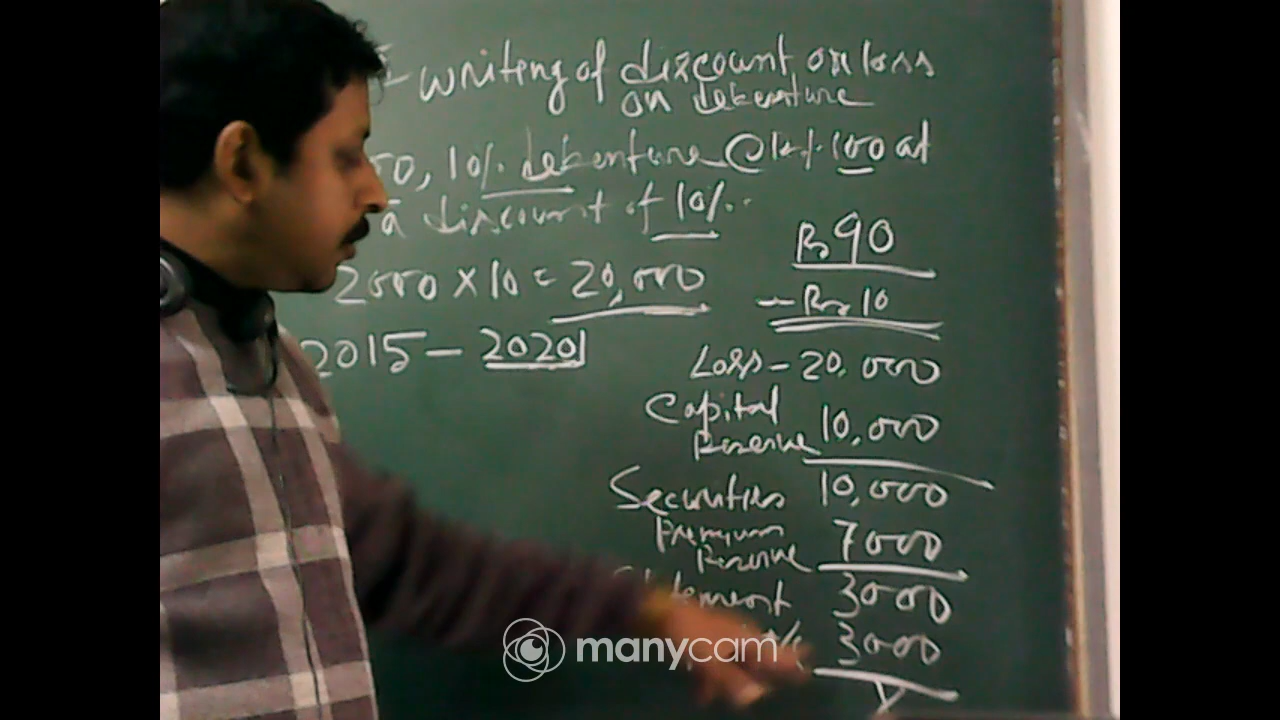 - writing of discount or loss
on debenture
00, 10% debenture @ 100 at
a discount of 10%.
Rs 90
2000 × 10 = 20,000
- Rs 10
2015 - 2020
Loss - 20,000
Capital
Reserve 10,000
Securities 10,000
Premium 7000
Reserve
3000
3000
manycam